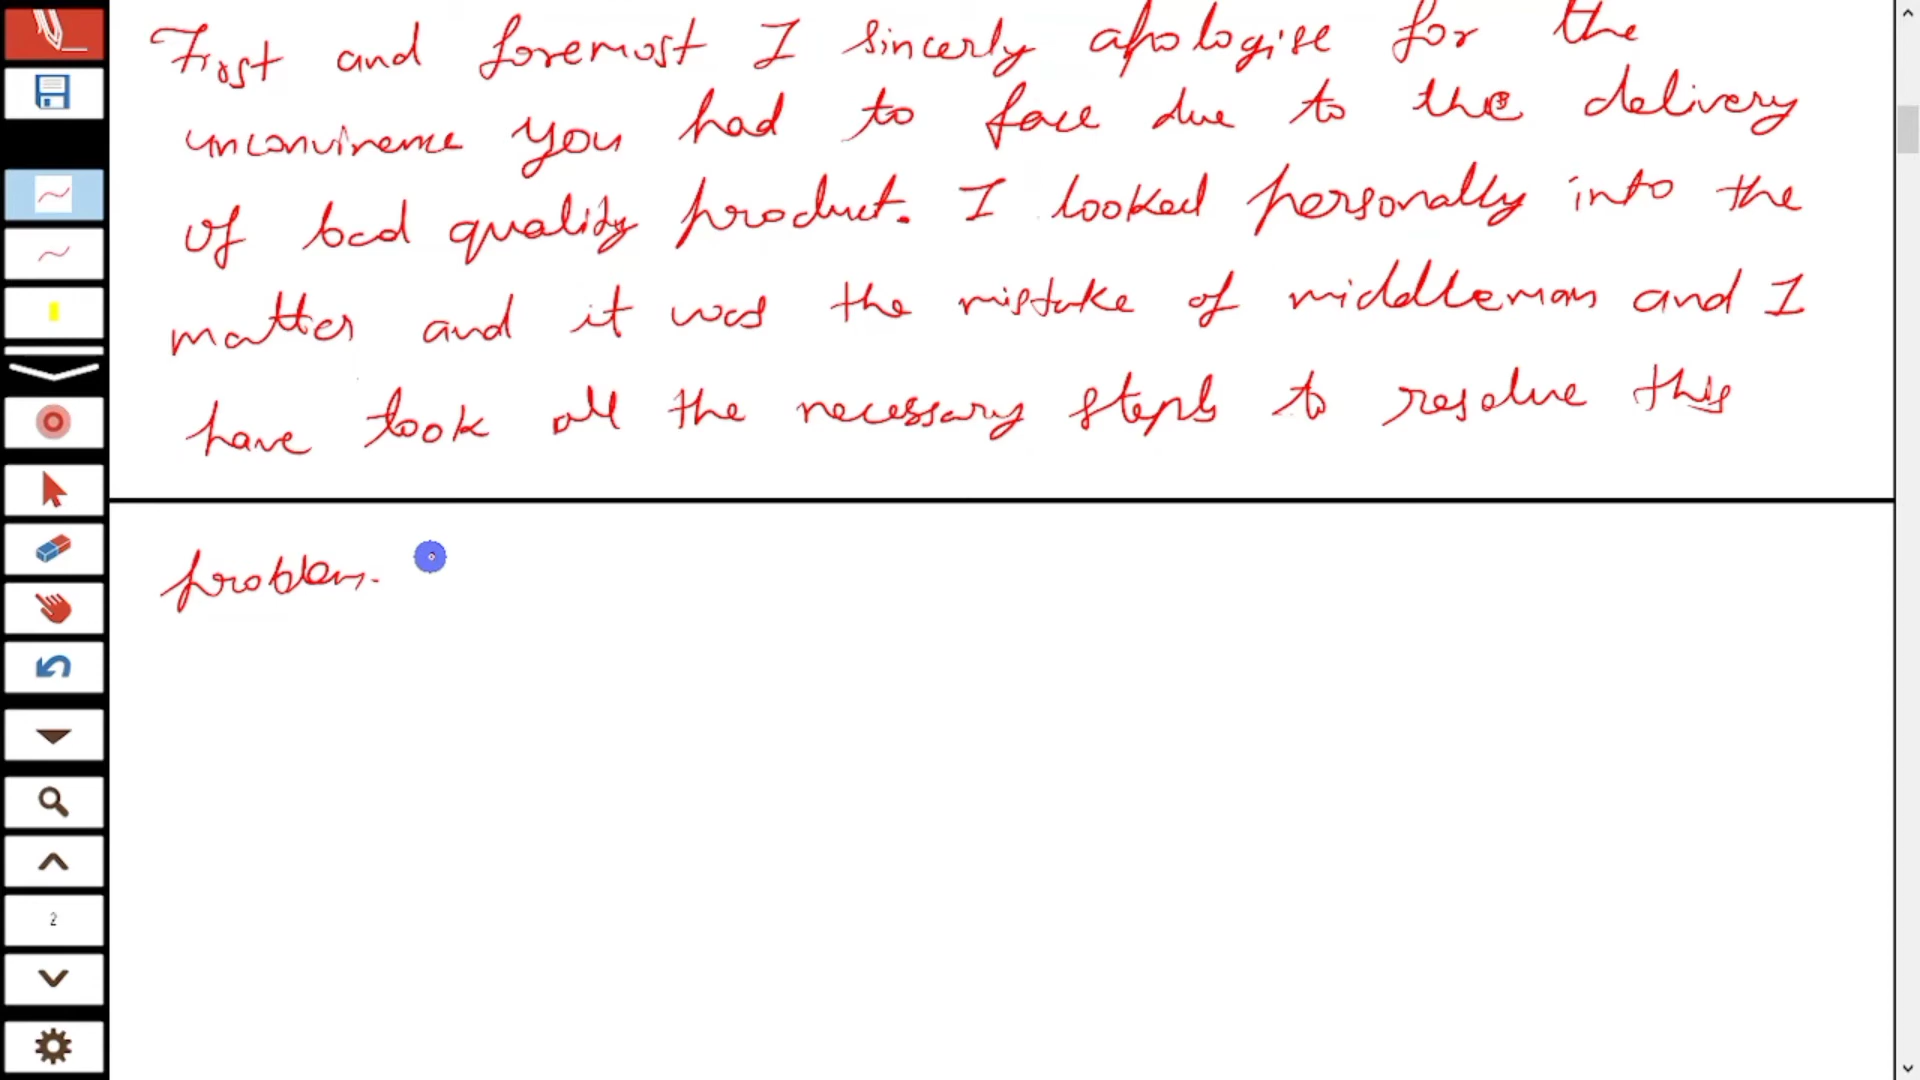 First and foremost I sincerly apologise for the
unconvinence you had to face due to the delivery
of bad quality product. I looked personally into the
matter and it was the mistake of middleman and I
have took all the necessary steps to resolve this
problem.
2